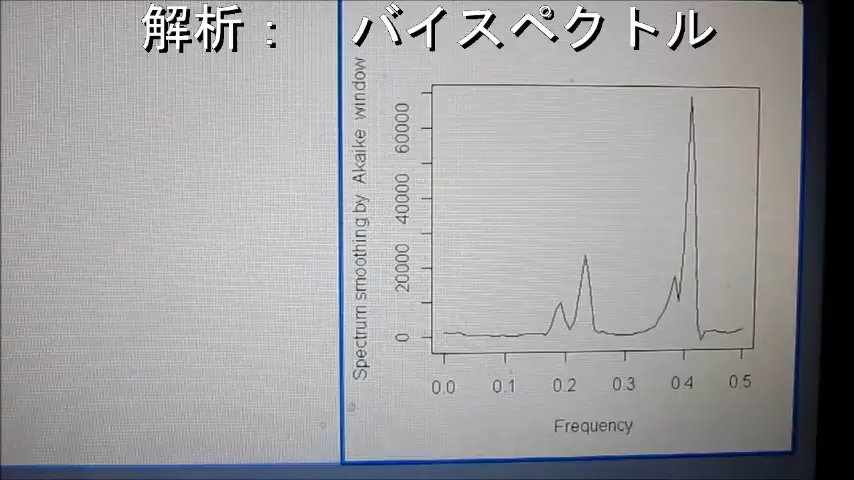 解析： バイスペクトル
Spectrum smoothing by Akaike window
60000
40000
20000
0
0.0 0.1 0.2 0.3 0.4 0.5
Frequency